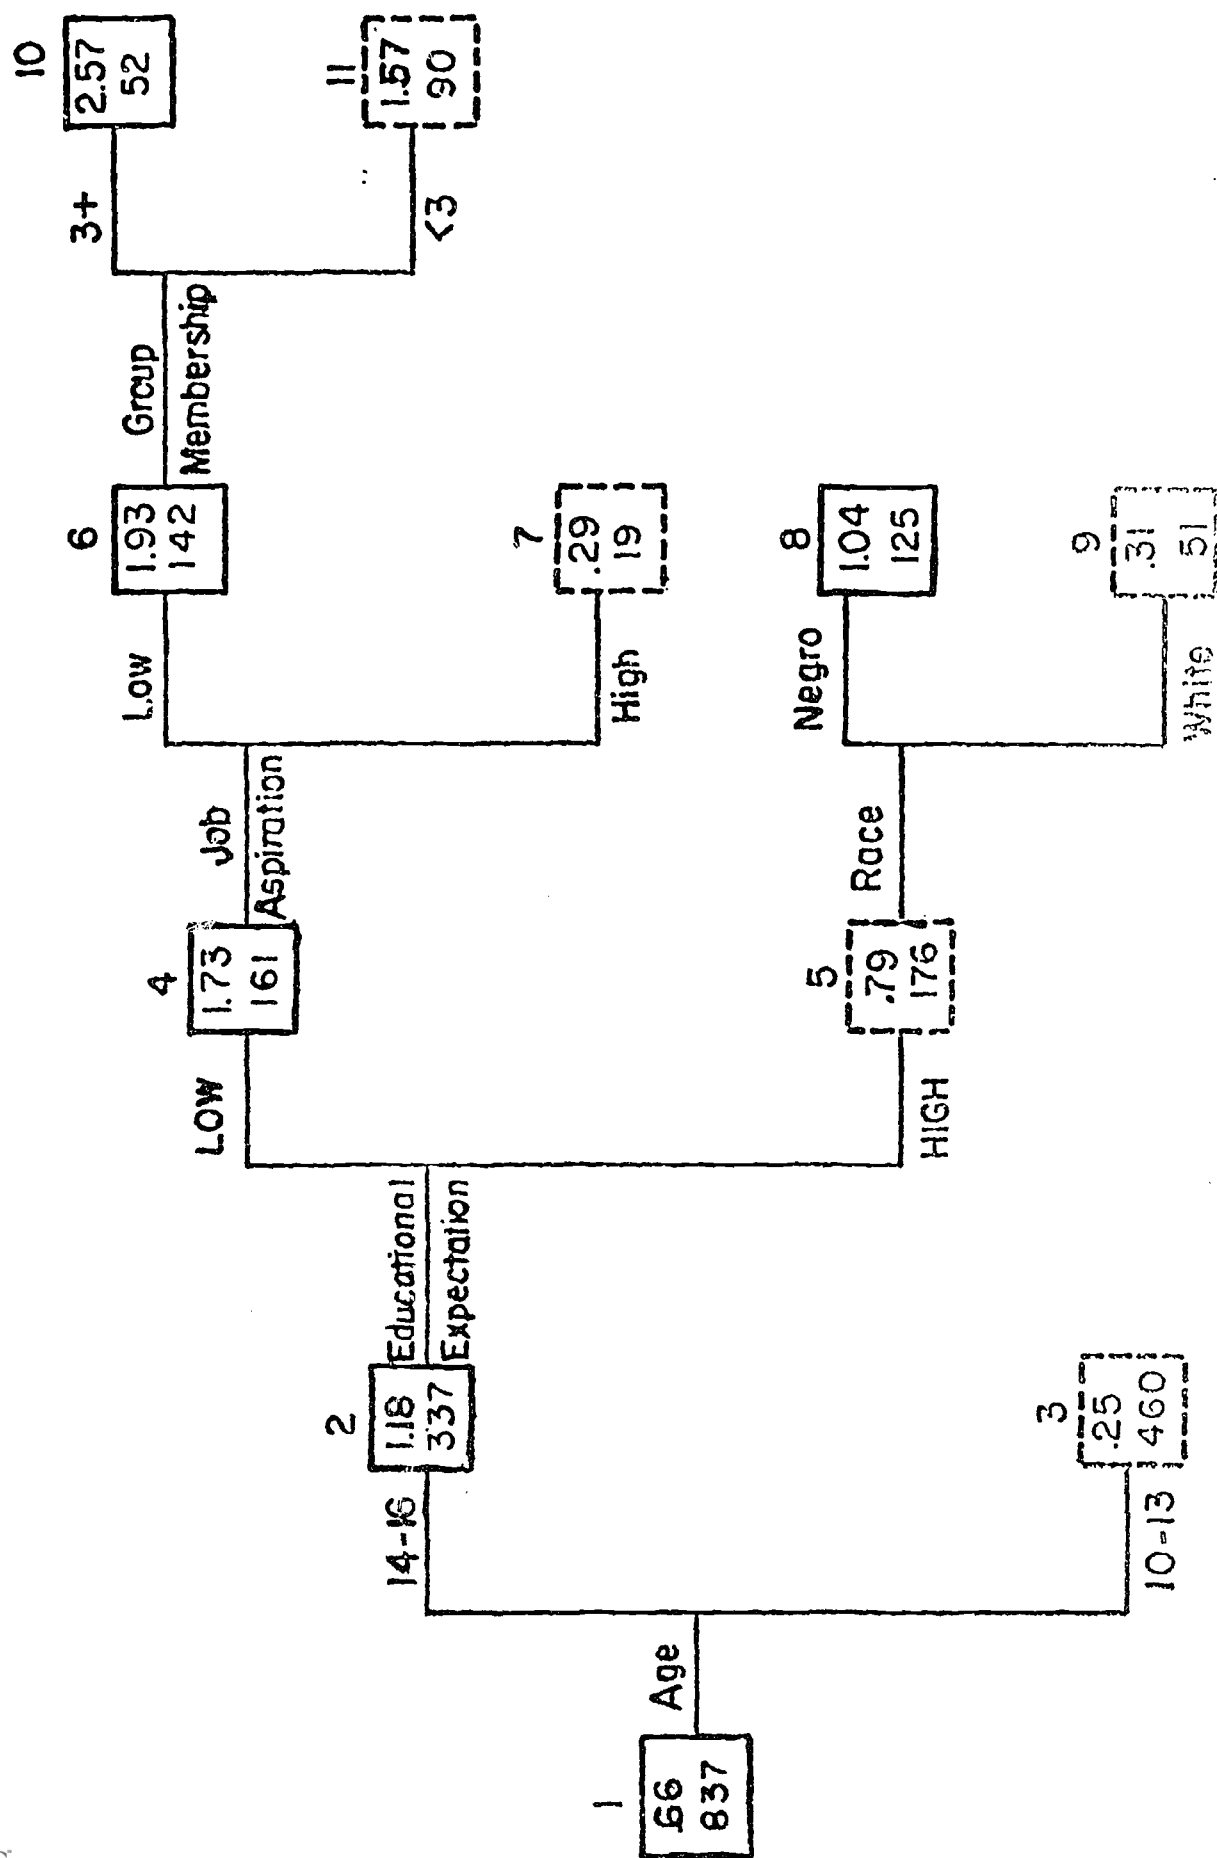 1
.66
837
Age
14-16
10-13
2
1.18
337
3
.25
460
Educational
Expectation
LOW
HIGH
4
1.73
161
5
.79
176
Job
Aspiration
Race
Low
High
Negro
White
6
1.93
142
7
.29
19
8
1.04
125
9
.31
51
Group
Membership
3+
<3
10
2.57
52
11
1.57
90